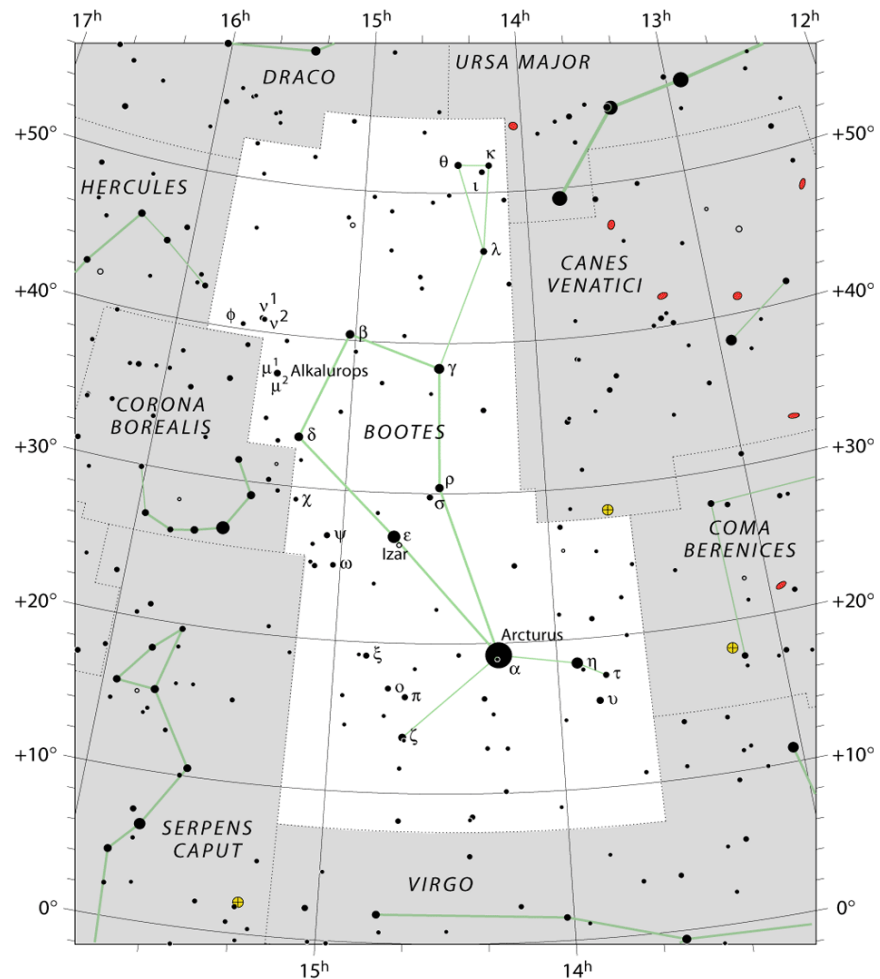 17h 16h 15h 14h 13h 12h
URSA MAJOR
DRACO
+50° +50°
θ κ
ι
HERCULES
λ
CANES
VENATICI
+40° +40°
ν1
φ ν2
β
μ1 Alkalurops γ
μ2
CORONA
BOREALIS
BOOTES
δ
+30° +30°
ρ
χ σ
COMA
BERENICES
ψ ε
Izar
ω
+20° +20°
Arcturus
ξ η
α τ
ο π υ
ζ
+10° +10°
SERPENS
CAPUT
VIRGO
0° 0°
15h 14h